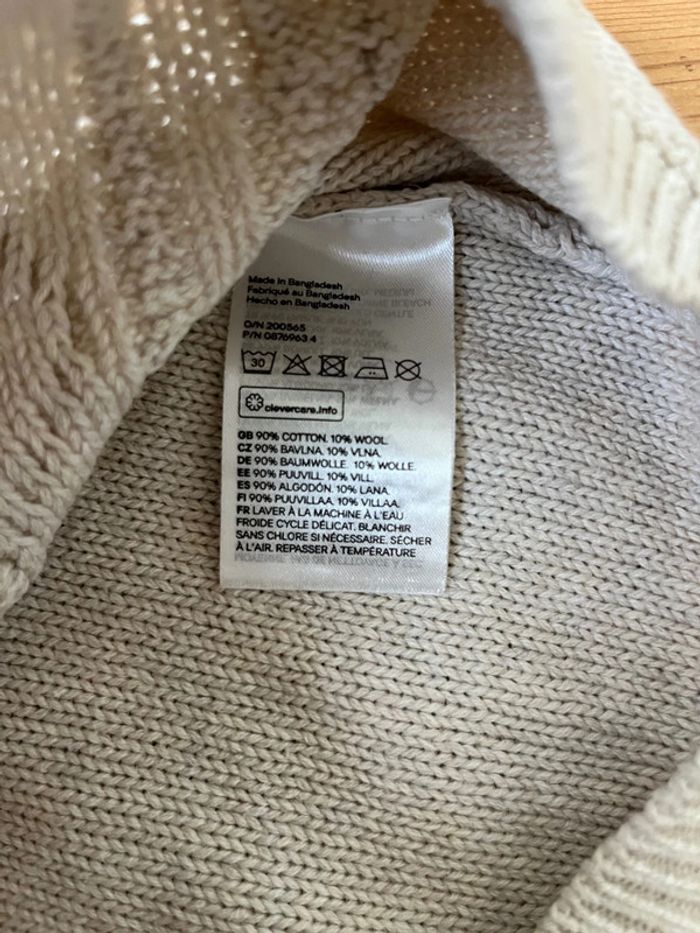 Made in Bangladesh
Fabriqué au Bangladesh
Hecho en Bangladesh
O/N 200565
P/N 0876963 4
30
clevercare.info
GB 90% COTTON. 10% WOOL.
CZ 90% BAVLNA. 10% VLNA.
DE 90% BAUMWOLLE. 10% WOLLE.
EE 90% PUUVILL. 10% VILL.
ES 90% ALGODÓN. 10% LANA.
FI 90% PUUVILLAA. 10% VILLAA.
FR LAVER À LA MACHINE À L'EAU
FROIDE CYCLE DÉLICAT. BLANCHIR
SANS CHLORE SI NÉCESSAIRE. SÉCHER
À L'AIR. REPASSER À TEMPÉRATURE